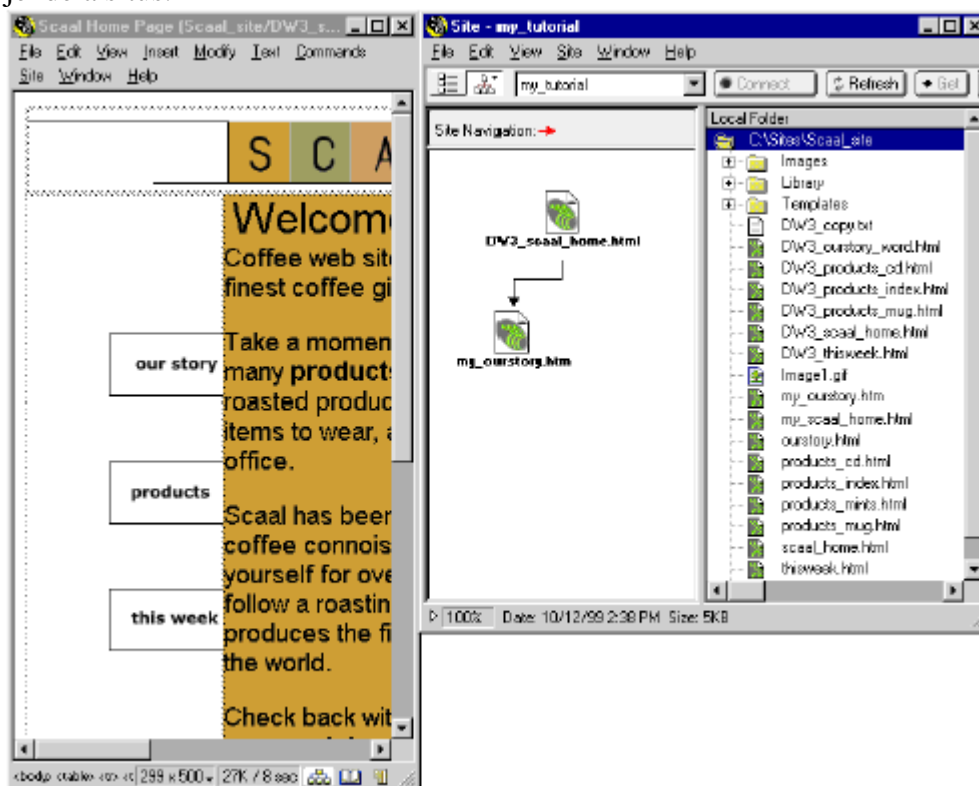 Scaal Home Page (Scaal_site/DW3_s...
File Edit View Insert Modify Text Commands
Site Window Help
S C A
Welcom
Coffee web sit
finest coffee gi
our story
Take a momen
many product
roasted produc
items to wear, a
office.
products
Scaal has beer
coffee connois
yourself for ove
this week
follow a roastin
produces the fi
the world.
Check back wit
<body> <table> <tr> <t 299 x 500 27K / 8 sec
Site - my_tutorial
File Edit View Site Window Help
my_tutorial Connect Refresh Get
Site Navigation:
DW3_scaal_home.html
my_ourstory.htm
Local Folder
C:\Sites\Scaal_site
Images
Library
Templates
DW3_copy.txt
DW3_ourstory_word.html
DW3_products_cd.html
DW3_products_index.html
DW3_products_mug.html
DW3_scaal_home.html
DW3_thisweek.html
Image1.gif
my_ourstory.htm
my_scaal_home.html
ourstory.html
products_cd.html
products_index.html
products_mints.html
products_mug.html
scaal_home.html
thisweek.html
100% Date: 10/12/99 2:38 PM Size: 5KB